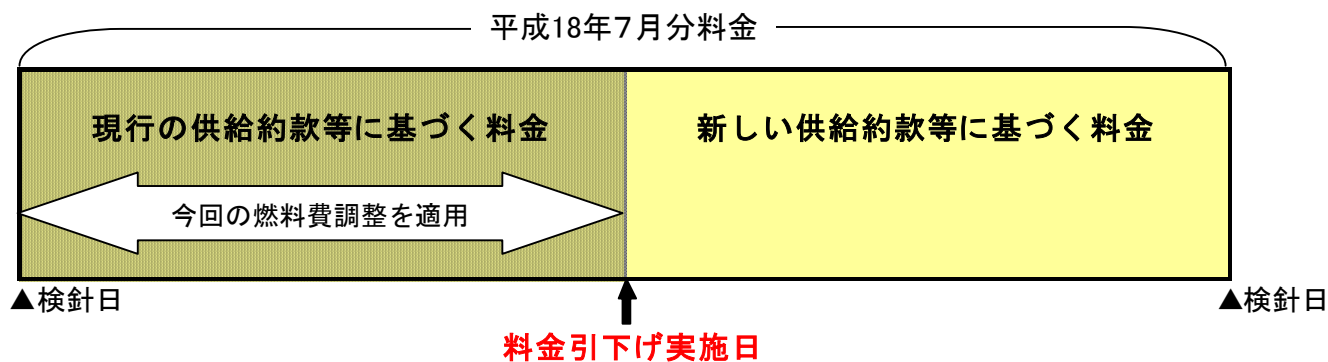 平成18年7月分料金
現行の供給約款等に基づく料金
新しい供給約款等に基づく料金
今回の燃料費調整を適用
▲検針日
▲検針日
料金引下げ実施日